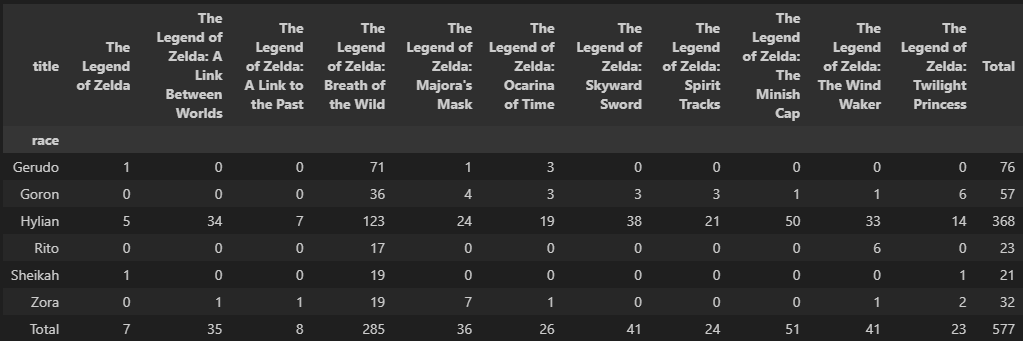 title The Legend of Zelda The Legend of Zelda: A Link Between Worlds The Legend of Zelda: A Link to the Past The Legend of Zelda: Breath of the Wild The Legend of Zelda: Majora's Mask The Legend of Zelda: Ocarina of Time The Legend of Zelda: Skyward Sword The Legend of Zelda: Spirit Tracks The Legend of Zelda: The Minish Cap The Legend of Zelda: The Wind Waker The Legend of Zelda: Twilight Princess Total
race
Gerudo 1 0 0 71 1 3 0 0 0 0 0 76
Goron 0 0 0 36 4 3 3 3 1 1 6 57
Hylian 5 34 7 123 24 19 38 21 50 33 14 368
Rito 0 0 0 17 0 0 0 0 0 6 0 23
Sheikah 1 0 0 19 0 0 0 0 0 0 1 21
Zora 0 1 1 19 7 1 0 0 0 1 2 32
Total 7 35 8 285 36 26 41 24 51 41 23 577